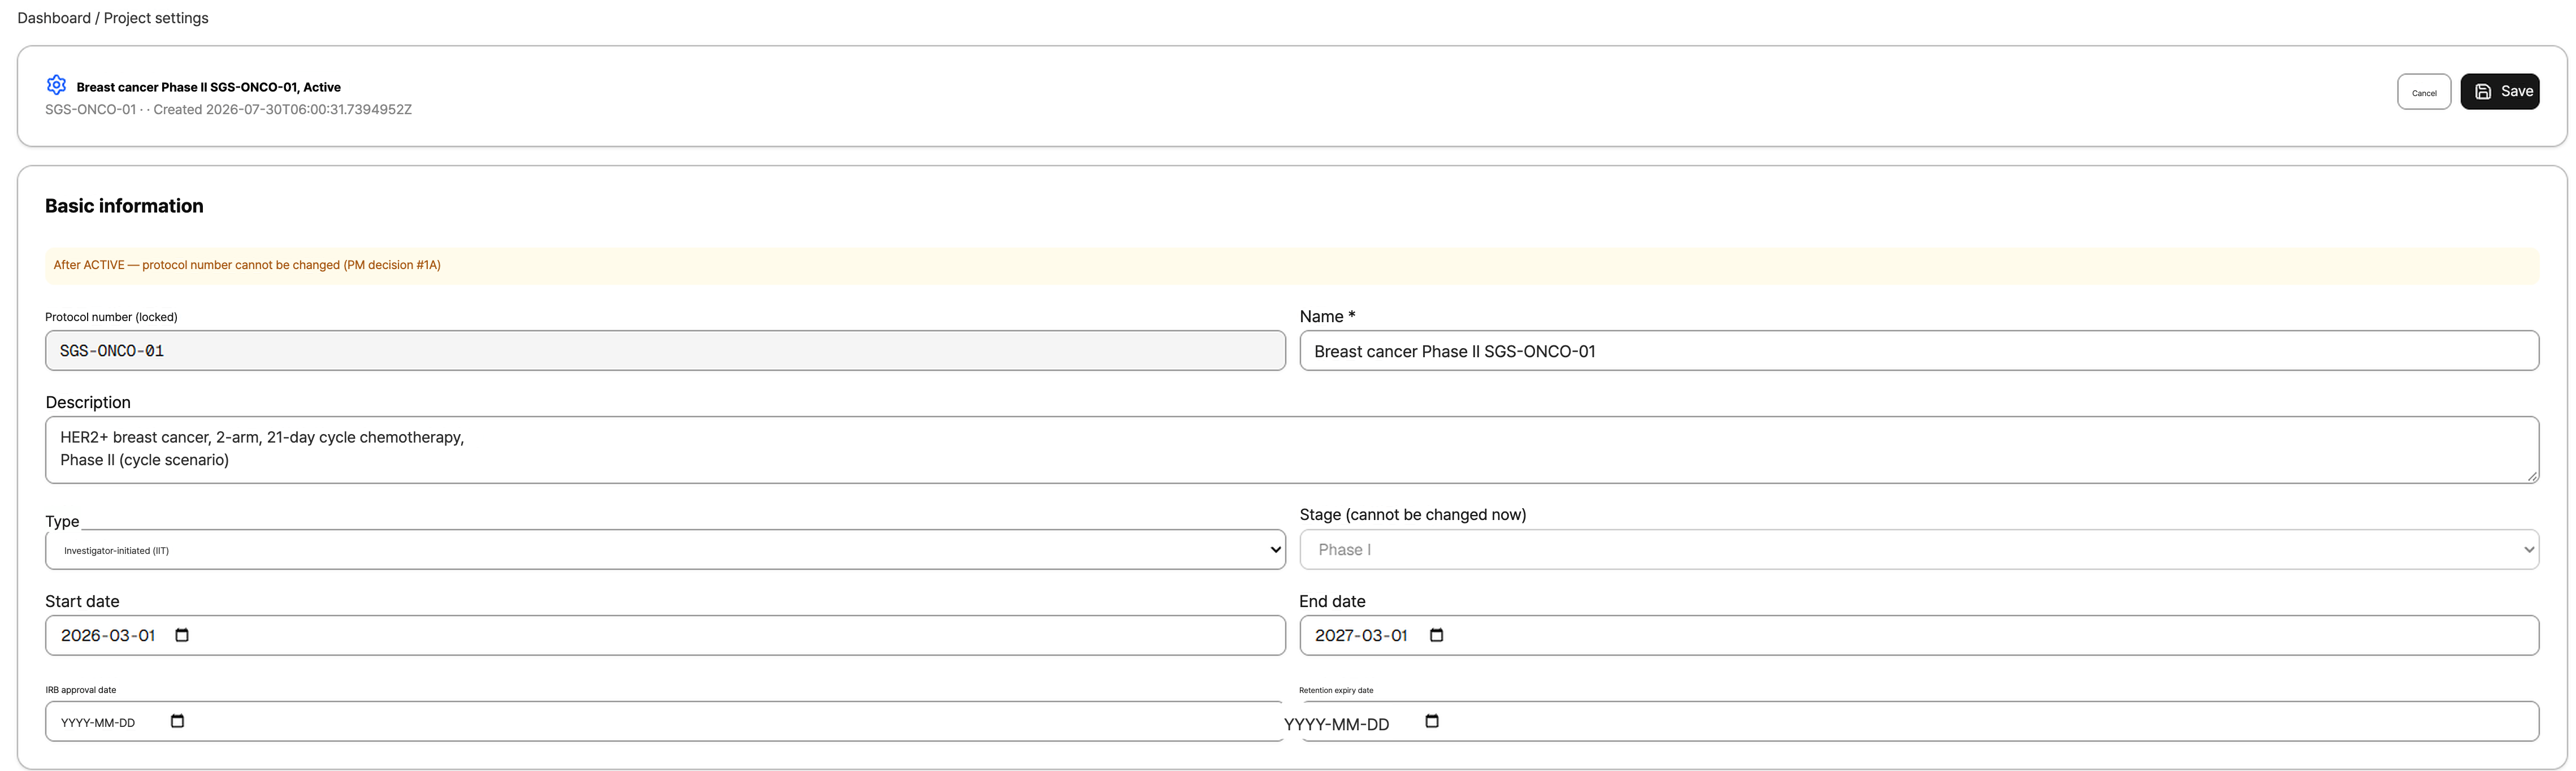 Dashboard / Project settings
Breast cancer Phase II SGS-ONCO-01, Active
SGS-ONCO-01 · · Created 2026-07-30T06:00:31.7394952Z
Cancel
Save
Basic information
After ACTIVE — protocol number cannot be changed (PM decision #1A)
Protocol number (locked)
SGS-ONCO-01
Name *
Breast cancer Phase II SGS-ONCO-01
Description
HER2+ breast cancer, 2-arm, 21-day cycle chemotherapy,
Phase II (cycle scenario)
Type
Investigator-initiated (IIT)
Stage (cannot be changed now)
Phase I
Start date
2026-03-01
End date
2027-03-01
IRB approval date
YYYY-MM-DD
Retention expiry date
YYYY-MM-DD